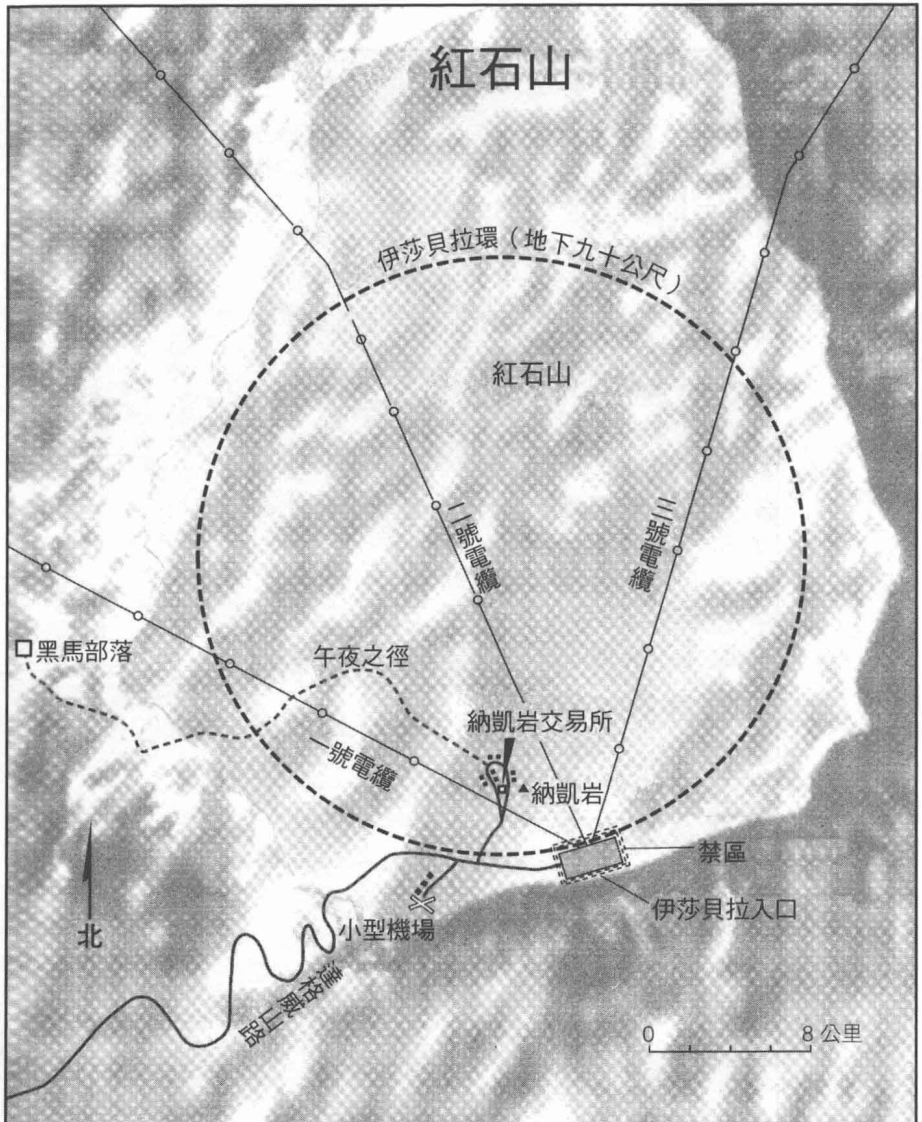 紅石山
伊莎貝拉環（地下九十公尺）
紅石山
二號電纜
三號電纜
黑馬部落
午夜之徑
納凱岩交易所
一號電纜
納凱岩
禁區
伊莎貝拉入口
北
小型機場
達格威山路
0 8 公里